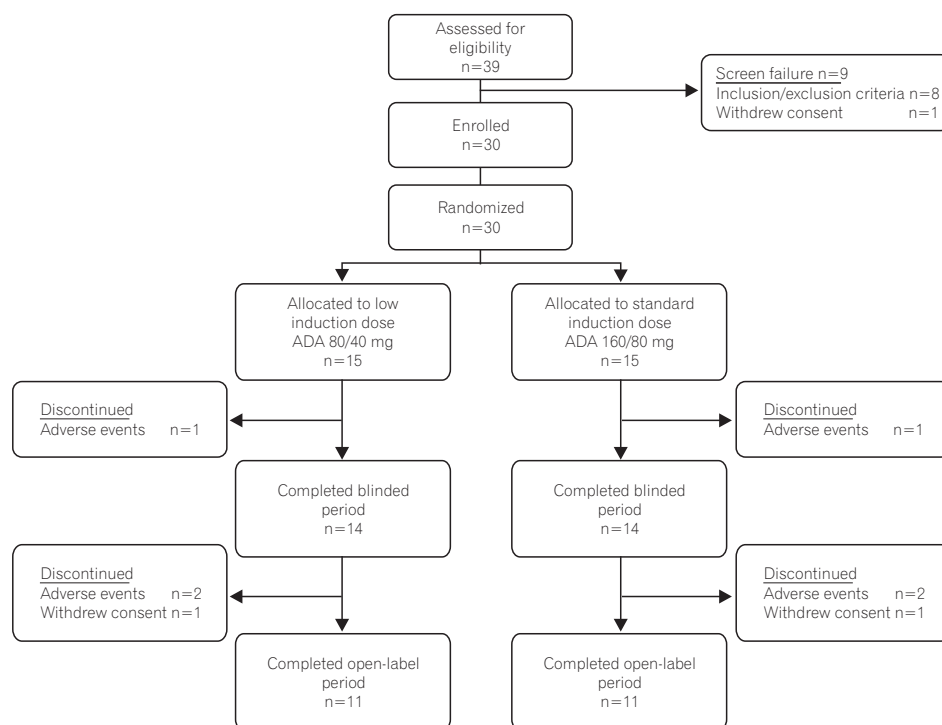 Assessed for
eligibility
n=39
Screen failure n=9
Inclusion/exclusion criteria n=8
Withdrew consent n=1
Enrolled
n=30
Randomized
n=30
Allocated to low
induction dose
ADA 80/40 mg
n=15
Allocated to standard
induction dose
ADA 160/80 mg
n=15
Discontinued
Adverse events n=1
Discontinued
Adverse events n=1
Completed blinded
period
n=14
Completed blinded
period
n=14
Discontinued
Adverse events n=2
Withdrew consent n=1
Discontinued
Adverse events n=2
Withdrew consent n=1
Completed open-label
period
n=11
Completed open-label
period
n=11